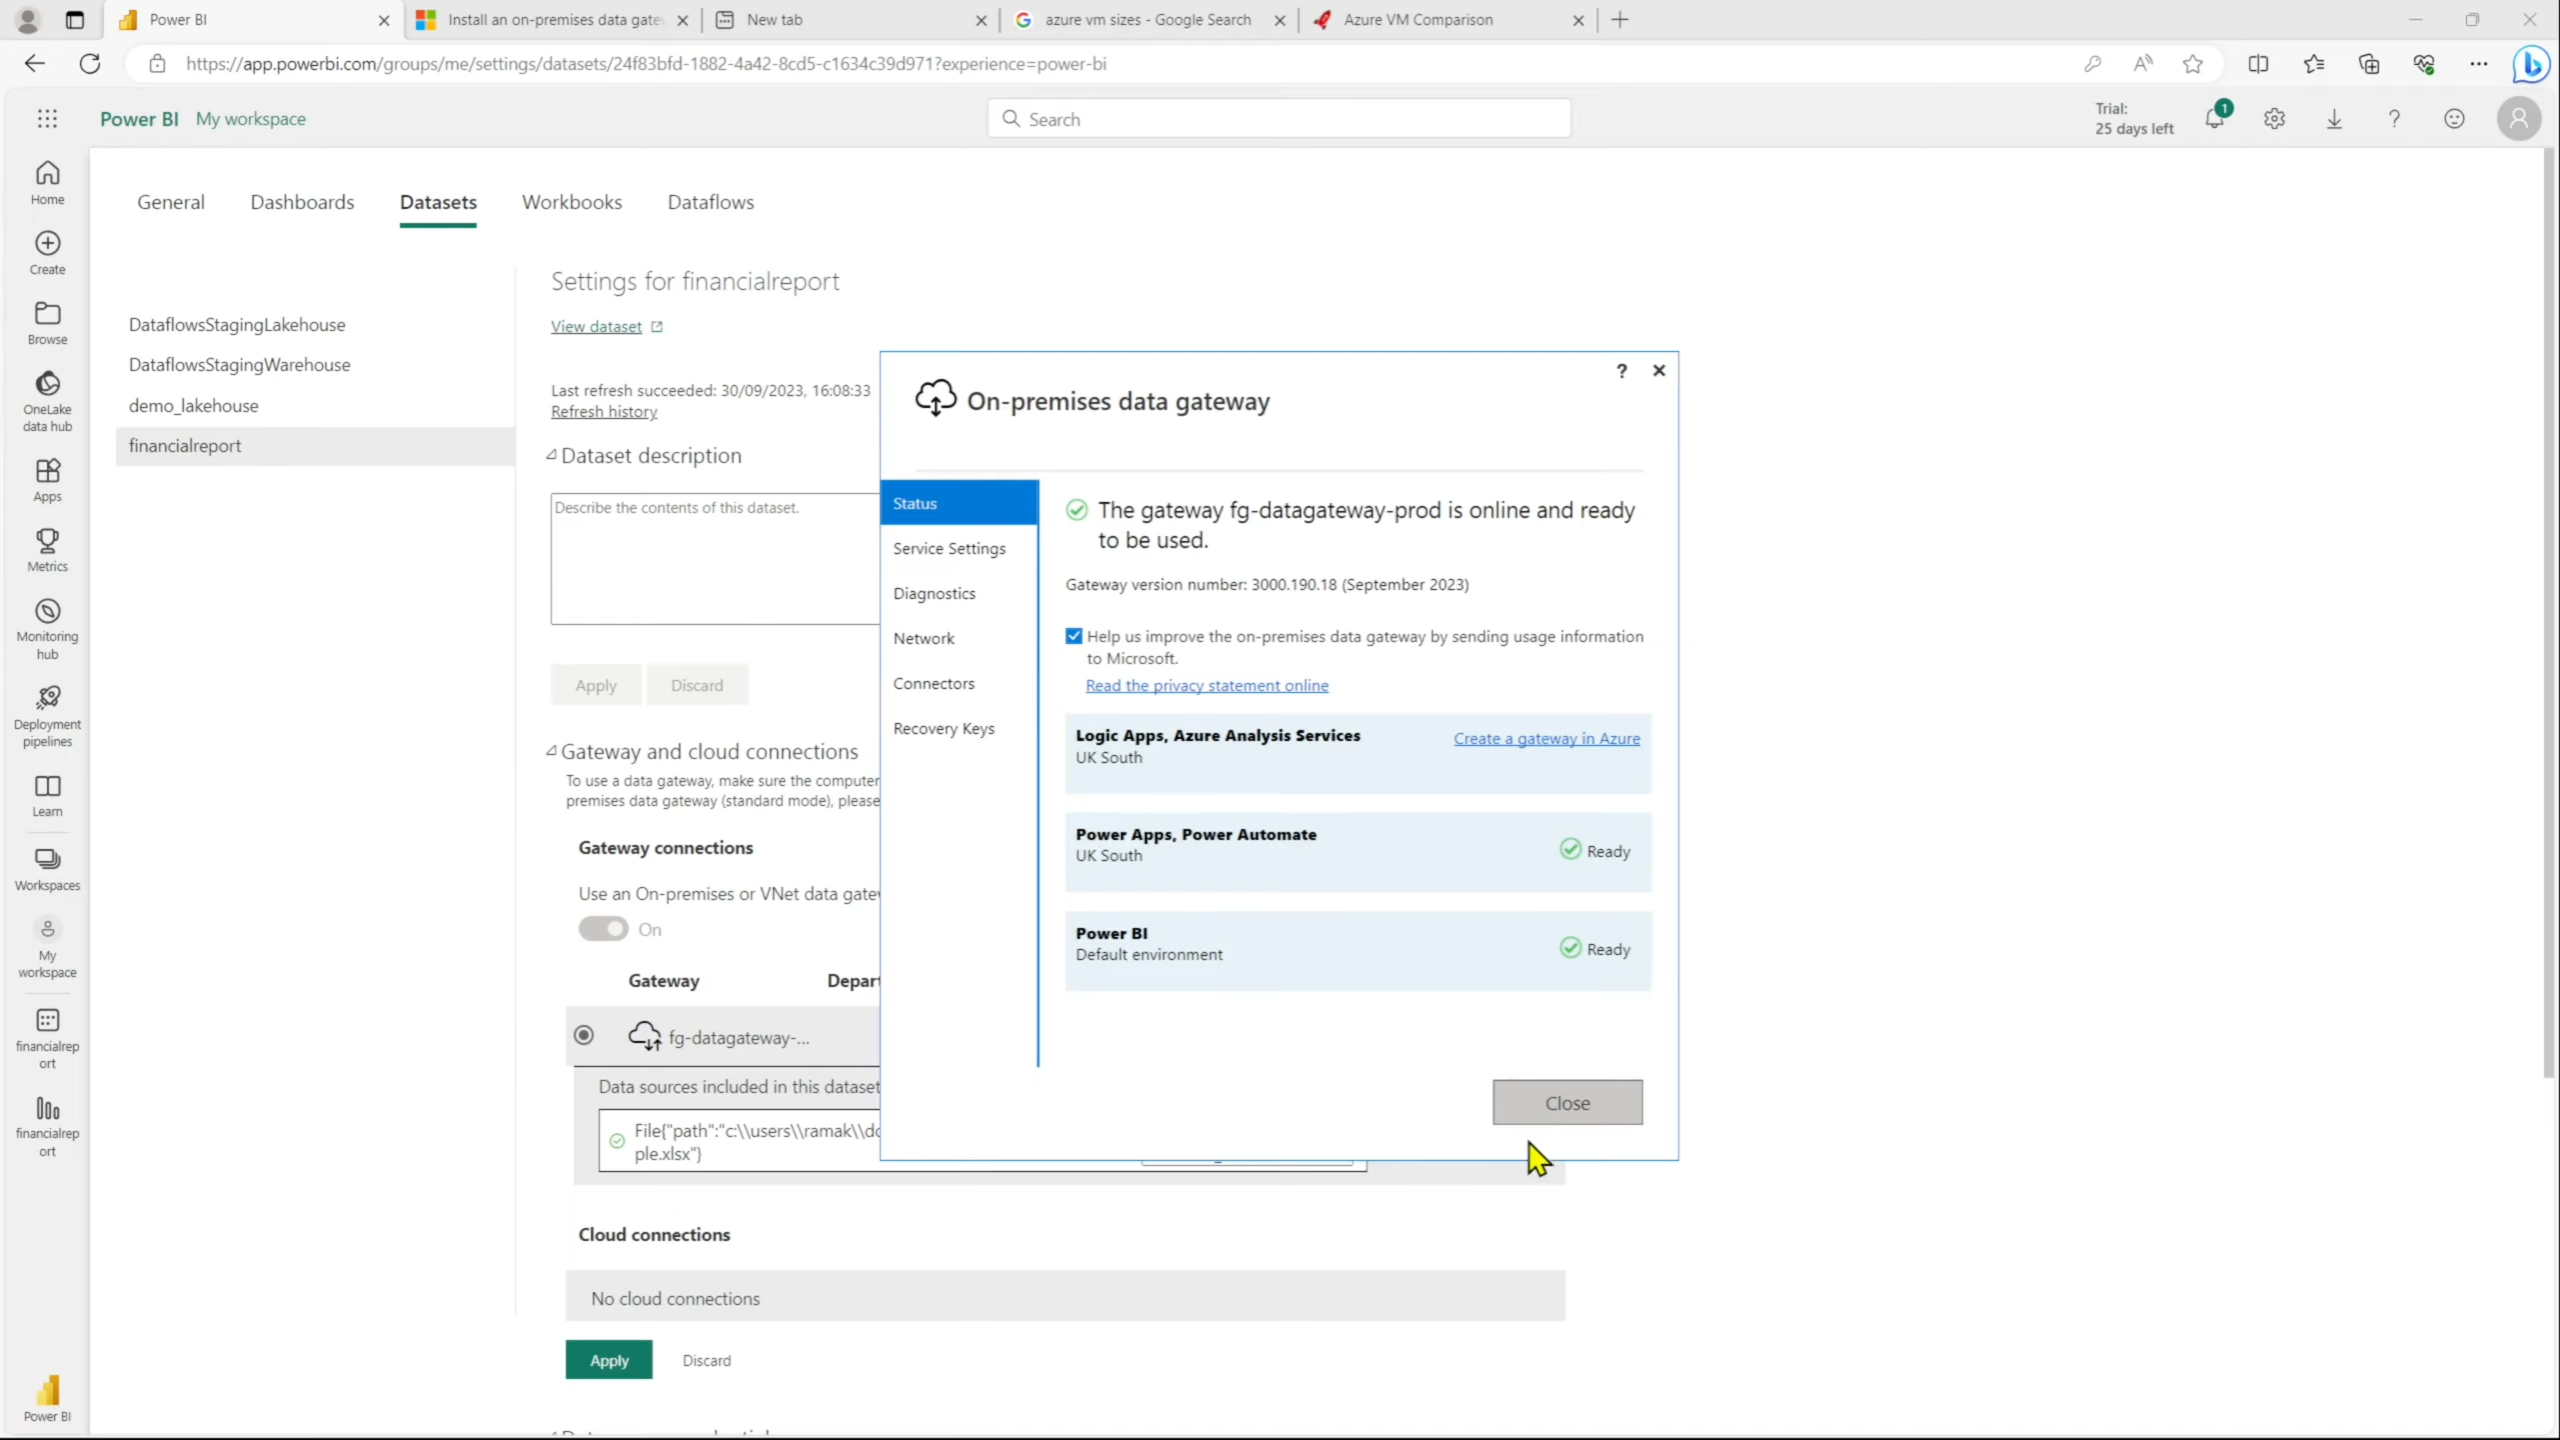 Power BI
Install an on-premises data gate
New tab
azure vm sizes - Google Search
Azure VM Comparison
https://app.powerbi.com/groups/me/settings/datasets/24f83bfd-1882-4a42-8cd5-c1634c39d971?experience=power-bi
Power BI My workspace
Search
Trial:
25 days left
1
Home
Create
Browse
OneLake
data hub
Apps
Metrics
Monitoring
hub
Deployment
pipelines
Learn
Workspaces
My
workspace
financialrep
ort
financialrep
ort
Power BI
General
Dashboards
Datasets
Workbooks
Dataflows
DataflowsStagingLakehouse
DataflowsStagingWarehouse
demo_lakehouse
financialreport
Settings for financialreport
View dataset
Last refresh succeeded: 30/09/2023, 16:08:33
Refresh history
Dataset description
Describe the contents of this dataset.
Apply
Discard
Gateway and cloud connections
To use a data gateway, make sure the computer
premises data gateway (standard mode), please
Gateway connections
Use an On-premises or VNet data gate
On
Gateway
Depart
fg-datagateway-...
Data sources included in this dataset
File{"path":"c:\\users\\ramak\\do
ple.xlsx"}
Cloud connections
No cloud connections
Apply
Discard
On-premises data gateway
Status
Service Settings
Diagnostics
Network
Connectors
Recovery Keys
The gateway fg-datagateway-prod is online and ready
to be used.
Gateway version number: 3000.190.18 (September 2023)
Help us improve the on-premises data gateway by sending usage information
to Microsoft.
Read the privacy statement online
Logic Apps, Azure Analysis Services
UK South
Create a gateway in Azure
Power Apps, Power Automate
UK South
Ready
Power BI
Default environment
Ready
Close